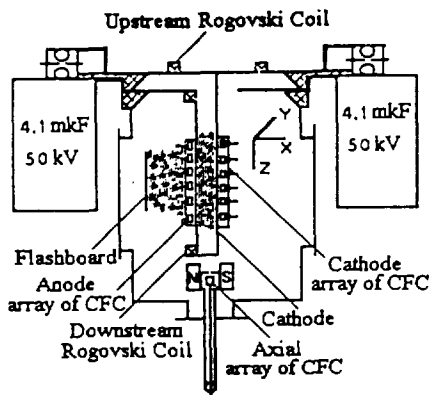 Upstream Rogovski Coil
4.1 mkF
50 kV
4.1 mkF
50 kV
Y
X
Z
Flashboard
Anode
array of CFC
Downstream
Rogovski Coil
N S
Cathode
array of CFC
Cathode
Axial
array of CFC